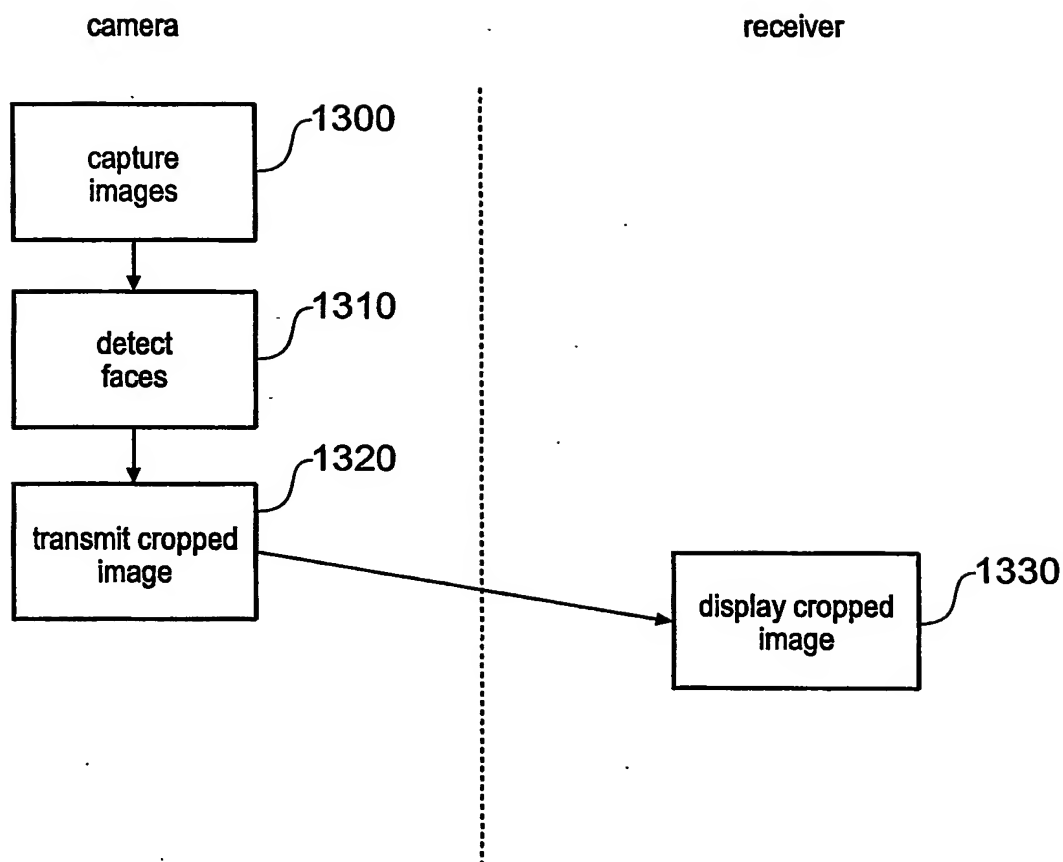 camera
receiver
1300
capture
images
1310
detect
faces
1320
transmit cropped
image
1330
display cropped
image